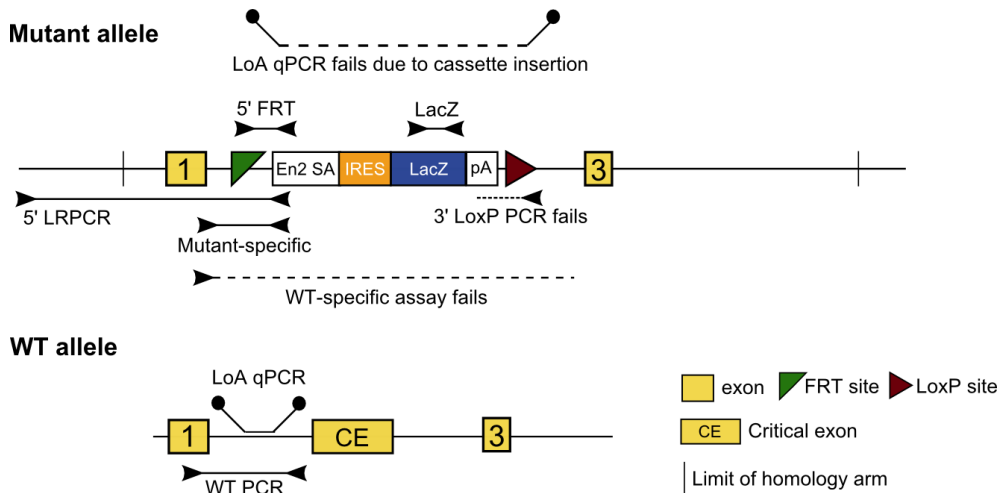 Mutant allele
LoA qPCR fails due to cassette insertion
5' FRT
LacZ
1
En2 SA
IRES
LacZ
pA
3
5' LRPCR
3' LoxP PCR fails
Mutant-specific
WT-specific assay fails
WT allele
LoA qPCR
1
CE
3
WT PCR
exon
FRT site
LoxP site
CE
Critical exon
Limit of homology arm